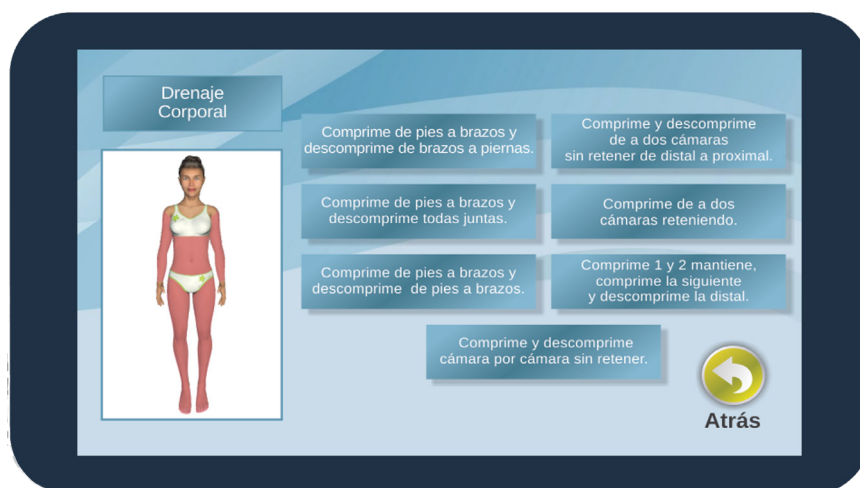 Drenaje
Corporal
Comprime de pies a brazos y
descomprime de brazos a piernas.
Comprime y descomprime
de a dos cámaras
sin retener de distal a proximal.
Comprime de pies a brazos y
descomprime todas juntas.
Comprime de a dos
cámaras reteniendo.
Comprime de pies a brazos y
descomprime de pies a brazos.
Comprime 1 y 2 mantiene,
comprime la siguiente
y descomprime la distal.
Comprime y descomprime
cámara por cámara sin retener.
Atrás